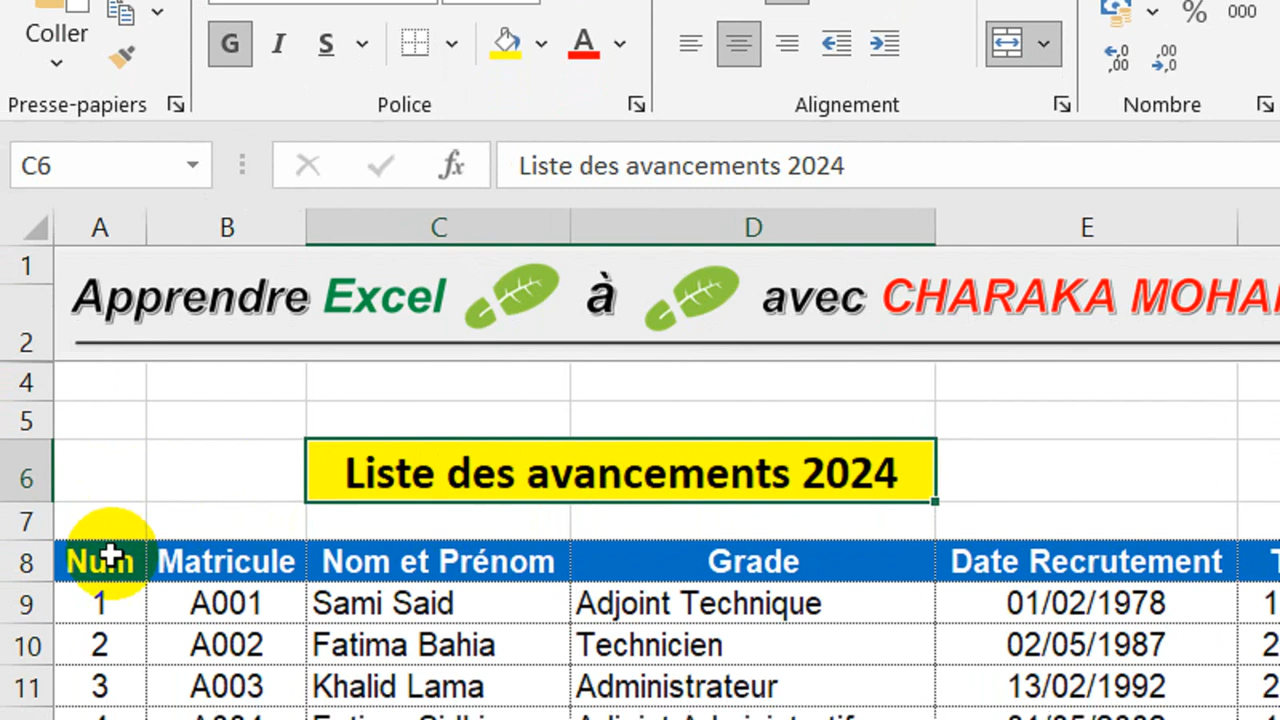 Coller
G I S A
% 000
,00 ,00
Presse-papiers Police Alignement Nombre
C6 fx Liste des avancements 2024
A B C D E
1 Apprendre Excel à avec CHARAKA
2
4
5
6 Liste des avancements 2024
7
8 Num Matricule Nom et Prénom Grade Date Recrutement
9 1 A001 Sami Said Adjoint Technique 01/02/1978
10 2 A002 Fatima Bahia Technicien 02/05/1987
11 3 A003 Khalid Lama Administrateur 13/02/1992